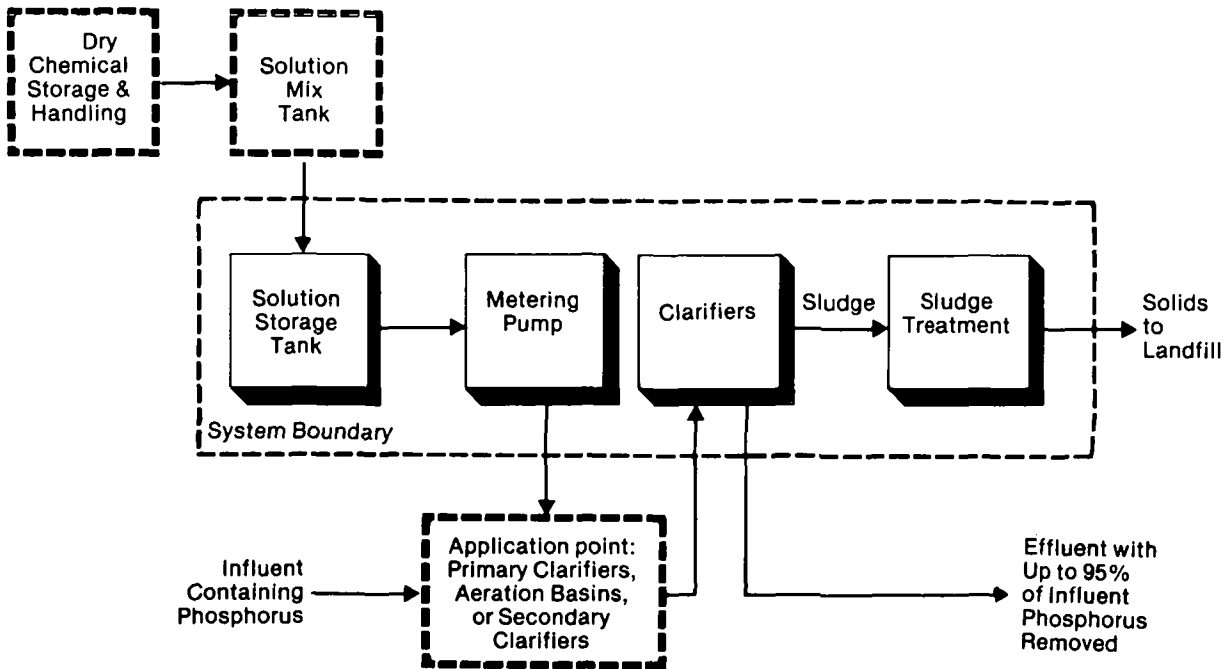 Dry
Chemical
Storage &
Handling
Solution
Mix
Tank
Solution
Storage
Tank
Metering
Pump
Clarifiers
Sludge
Sludge
Treatment
Solids
to
Landfill
System Boundary
Influent
Containing
Phosphorus
Application point:
Primary Clarifiers,
Aeration Basins,
or Secondary
Clarifiers
Effluent with
Up to 95%
of Influent
Phosphorus
Removed